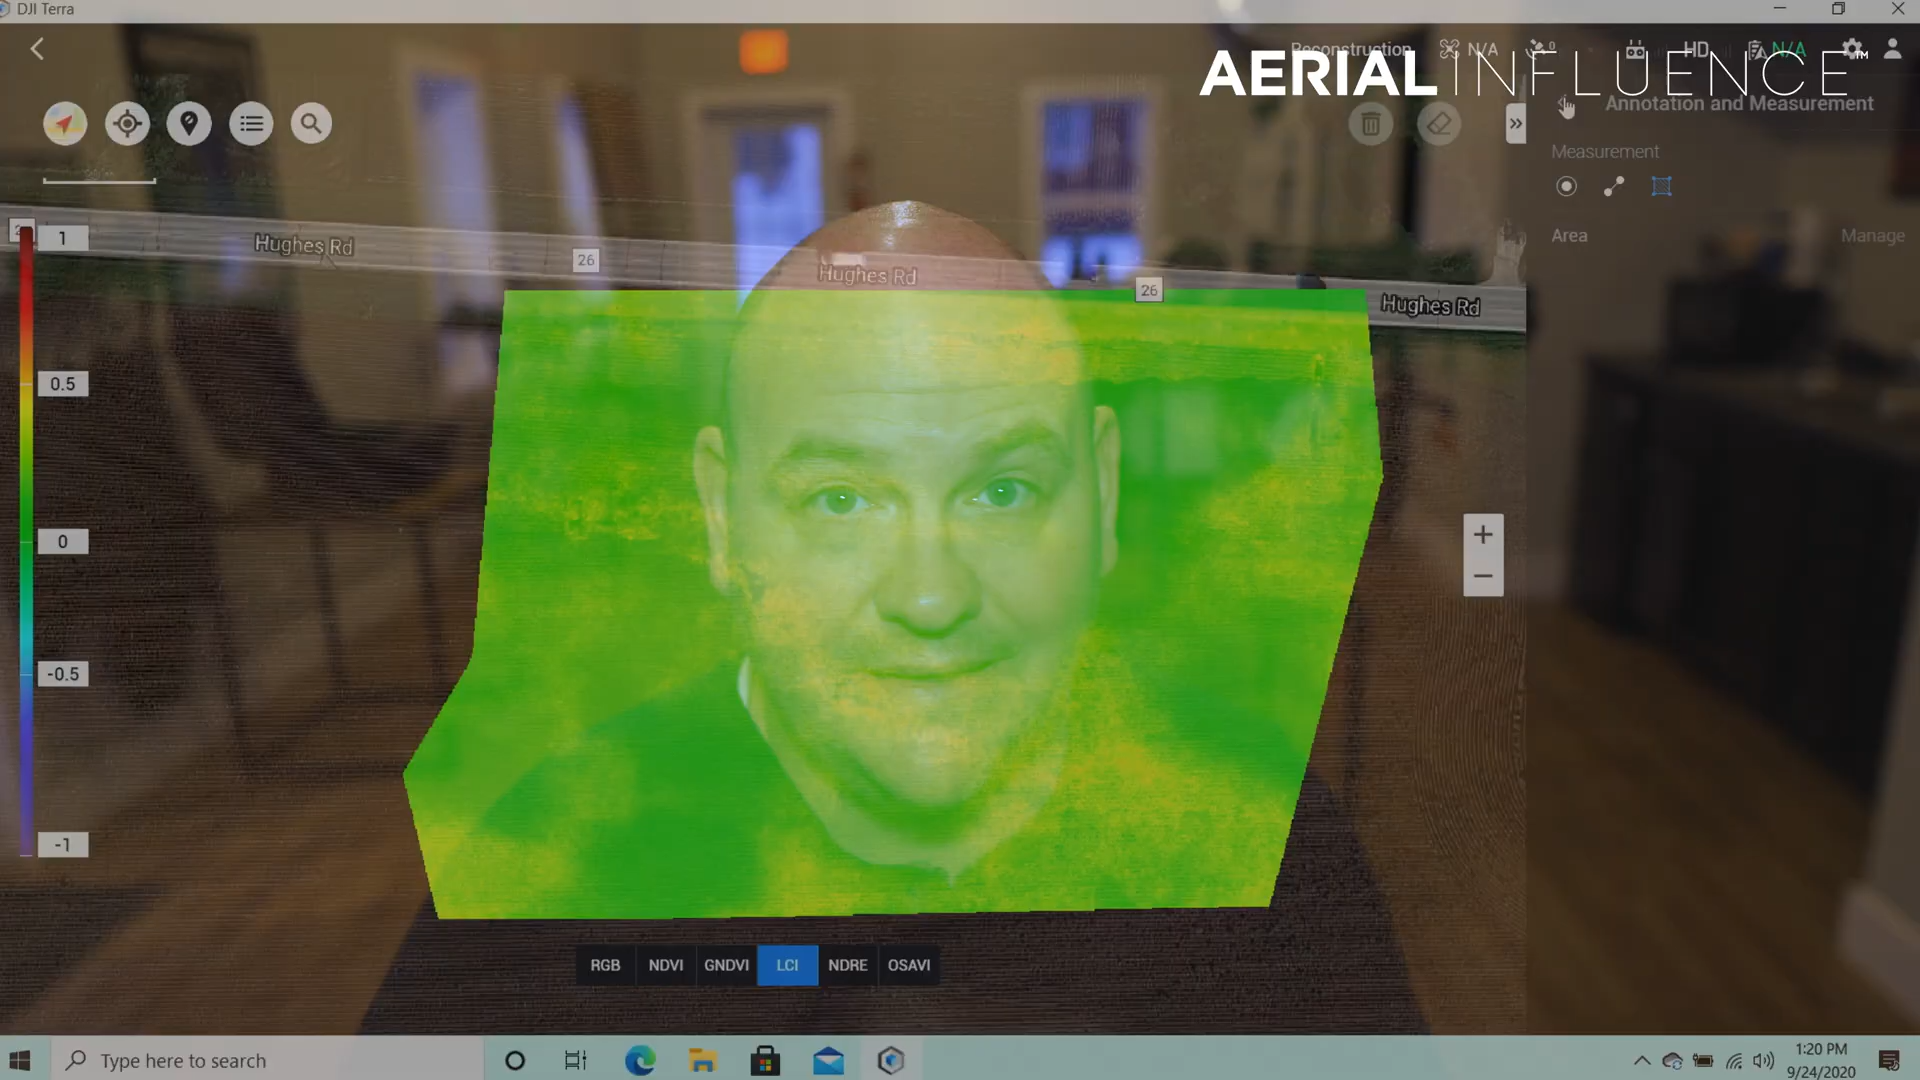 DJI Terra
Reconstruction
N/A
0
HD
N/A
AERIAL INFLUENCE™
Annotation and Measurement
Measurement
Area
Manage
Hughes Rd
26
Hughes Rd
26
Hughes Rd
1
0.5
0
-0.5
-1
RGB
NDVI
GNDVI
LCI
NDRE
OSAVI
Type here to search
1:20 PM
9/24/2020